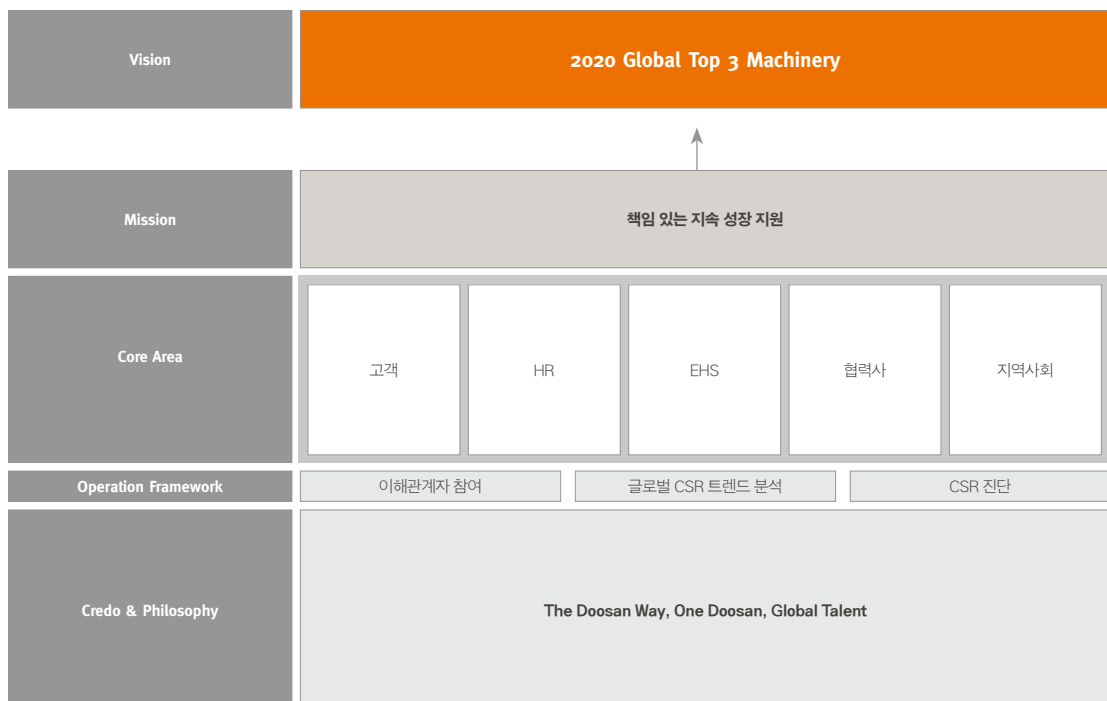 Vision
2020 Global Top 3 Machinery
Mission
책임 있는 지속 성장 지원
Core Area
고객
HR
EHS
협력사
지역사회
Operation Framework
이해관계자 참여
글로벌 CSR 트렌드 분석
CSR 진단
Credo & Philosophy
The Doosan Way, One Doosan, Global Talent